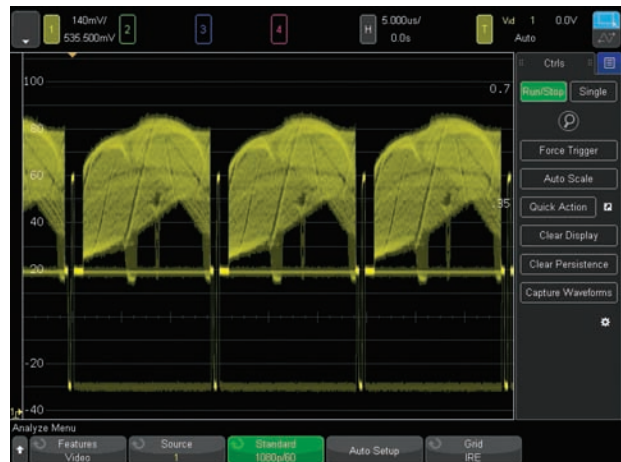 1 140mV/ 535.500mV 2 3 4 H 5.000us/ 0.0s T Vid 1 0.0V Auto
Ctrls
100
0.7
Run/Stop Single
80
Force Trigger
60
Auto Scale
.35
Quick Action
40
Clear Display
20
Clear Persistence
Capture Waveforms
-20
-40
Analyze Menu
Features Video
Source 1
Standard 1080p/60
Auto Setup
Grid IRE